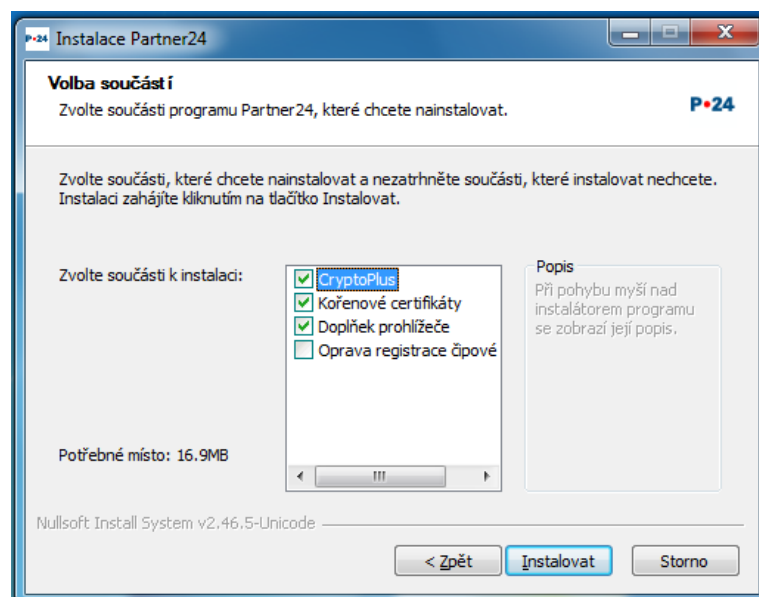 P•24 Instalace Partner24
Volba součástí
Zvolte součásti programu Partner24, které chcete nainstalovat.
P•24
Zvolte součásti, které chcete nainstalovat a nezatrhněte součásti, které instalovat nechcete.
Instalaci zahájíte kliknutím na tlačítko Instalovat.
Zvolte součásti k instalaci:
CryptoPlus
Kořenové certifikáty
Doplňek prohlížeče
Oprava registrace čipové
Popis
Při pohybu myší nad
instalátorem programu
se zobrazí její popis.
Potřebné místo: 16.9MB
Nullsoft Install System v2.46.5-Unicode
< Zpět
Instalovat
Storno